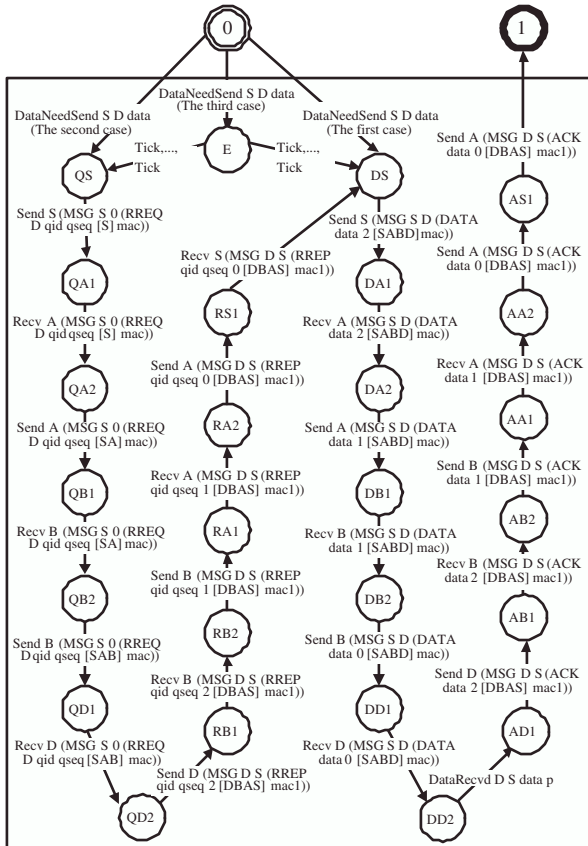 0
1
DataNeedSend S D data
(The third case)
DataNeedSend S D data
(The second case)
DataNeedSend S D data
(The first case)
Tick,...,
Tick
E
Tick,...,
Tick
QS
DS
Send S (MSG S 0 (RREQ
D qid qseq [S] mac))
QA1
Recv A (MSG S 0 (RREQ
D qid qseq [S] mac))
QA2
Send A (MSG S 0 (RREQ
D qid qseq [SA] mac))
QB1
Recv B (MSG S 0 (RREQ
D qid qseq [SA] mac))
QB2
Send B (MSG S 0 (RREQ
D qid qseq [SAB] mac))
QD1
Recv D (MSG S 0 (RREQ
D qid qseq [SAB] mac))
QD2
Recv S (MSG D S (RREP
qid qseq 0 [DBAS] mac1))
RS1
Send A (MSG D S (RREP
qid qseq 0 [DBAS] mac1))
RA2
Recv A (MSG D S (RREP
qid qseq 1 [DBAS] mac1))
RA1
Send B (MSG D S (RREP
qid qseq 1 [DBAS] mac1))
RB2
Recv B (MSG D S (RREP
qid qseq 2 [DBAS] mac1))
RB1
Send D (MSG D S (RREP
qid qseq 2 [DBAS] mac1))
Send S (MSG S D (DATA
data 2 [SABD] mac))
DA1
Recv A (MSG S D (DATA
data 2 [SABD] mac))
DA2
Send A (MSG S D (DATA
data 1 [SABD] mac))
DB1
Recv B (MSG S D (DATA
data 1 [SABD] mac))
DB2
Send B (MSG S D (DATA
data 0 [SABD] mac))
DD1
Recv D (MSG S D (DATA
data 0 [SABD] mac))
DD2
DataRecvd D S data p
Send A (MSG D S (ACK
data 0 [DBAS] mac1))
AS1
Send A (MSG D S (ACK
data 0 [DBAS] mac1))
AA2
Recv A (MSG D S (ACK
data 1 [DBAS] mac1))
AA1
Send B (MSG D S (ACK
data 1 [DBAS] mac1))
AB2
Recv B (MSG D S (ACK
data 2 [DBAS] mac1))
AB1
Send D (MSG D S (ACK
data 2 [DBAS] mac1))
AD1